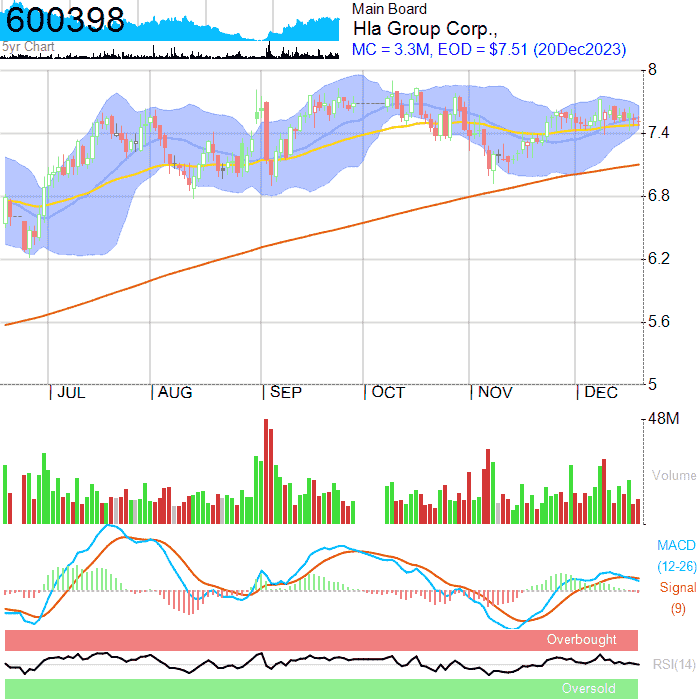 600398
5yr Chart
Main Board
Hla Group Corp.,
MC = 3.3M, EOD = $7.51 (20Dec2023)
8
7.4
6.8
6.2
5.6
5
JUL AUG SEP OCT NOV DEC
48M
Volume
MACD
(12-26)
Signal
(9)
Overbought
RSI(14)
Oversold